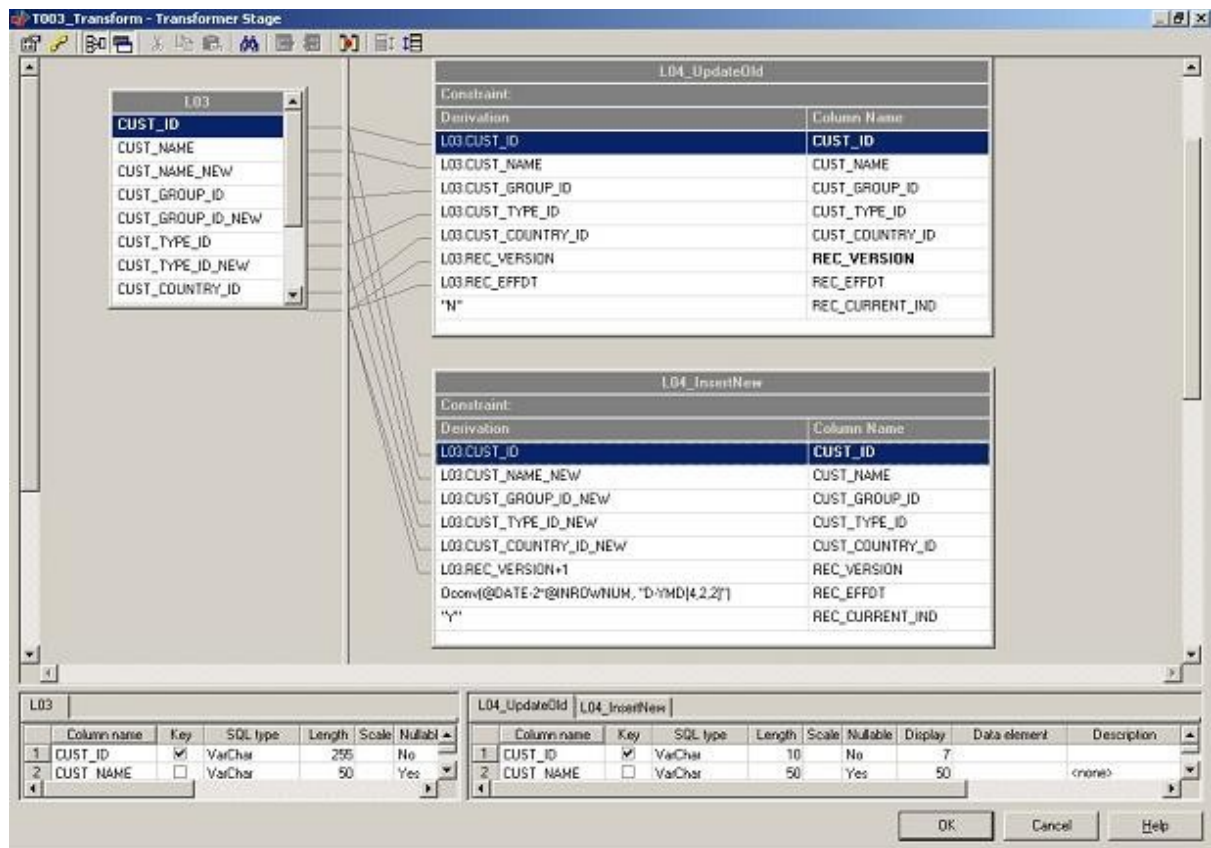 T003_Transform - Transformer Stage
L03
CUST_ID
CUST_NAME
CUST_NAME_NEW
CUST_GROUP_ID
CUST_GROUP_ID_NEW
CUST_TYPE_ID
CUST_TYPE_ID_NEW
CUST_COUNTRY_ID
L04_UpdateOld
Constraint:
Derivation Column Name
L03.CUST_ID CUST_ID
L03.CUST_NAME CUST_NAME
L03.CUST_GROUP_ID CUST_GROUP_ID
L03.CUST_TYPE_ID CUST_TYPE_ID
L03.CUST_COUNTRY_ID CUST_COUNTRY_ID
L03.REC_VERSION REC_VERSION
L03.REC_EFFDT REC_EFFDT
"N" REC_CURRENT_IND
L04_InsertNew
Constraint:
Derivation Column Name
L03.CUST_ID CUST_ID
L03.CUST_NAME_NEW CUST_NAME
L03.CUST_GROUP_ID_NEW CUST_GROUP_ID
L03.CUST_TYPE_ID_NEW CUST_TYPE_ID
L03.CUST_COUNTRY_ID_NEW CUST_COUNTRY_ID
L03.REC_VERSION+1 REC_VERSION
Oconv(@DATE-2*@INROWNUM, "D-YMD[4,2,2]") REC_EFFDT
"Y" REC_CURRENT_IND
L03
Column name Key SQL type Length Scale Nullabl
1 CUST_ID VarChar 255 No
2 CUST_NAME VarChar 50 Yes
L04_UpdateOld L04_InsertNew
Column name Key SQL type Length Scale Nullable Display Data element Description
1 CUST_ID VarChar 10 No 7
2 CUST_NAME VarChar 50 Yes 50 <none>
OK Cancel Help